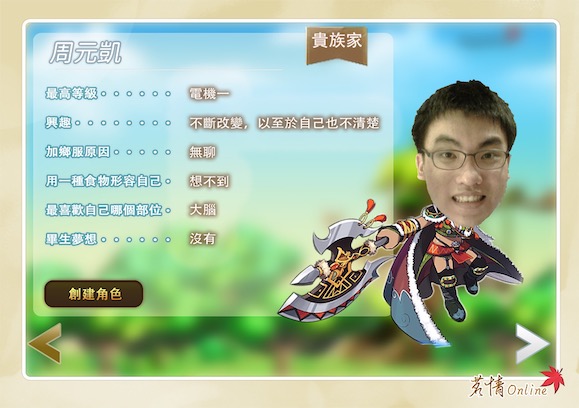 貴族家
周元凱
最高等級・・・・・・ 電機一
興趣・・・・・・・・ 不斷改變，以至於自己也不清楚
加鄉服原因・・・・・ 無聊
用一種食物形容自己・ 想不到
最喜歡自己哪個部位・ 大腦
畢生夢想・・・・・・ 沒有
創建角色
茗情Online